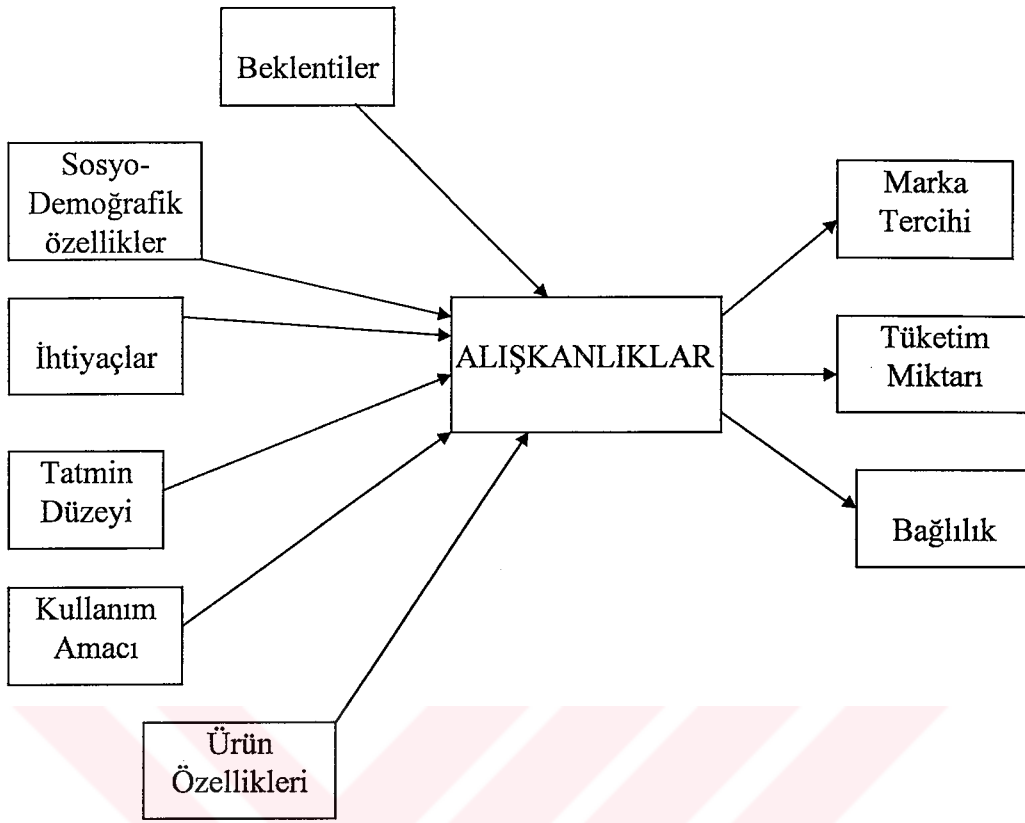 Beklentiler
Sosyo-
Demoğrafik
özellikler
İhtiyaçlar
Tatmin
Düzeyi
Kullanım
Amacı
Ürün
Özellikleri
ALIŞKANLIKLAR
Marka
Tercihi
Tüketim
Miktarı
Bağlılık